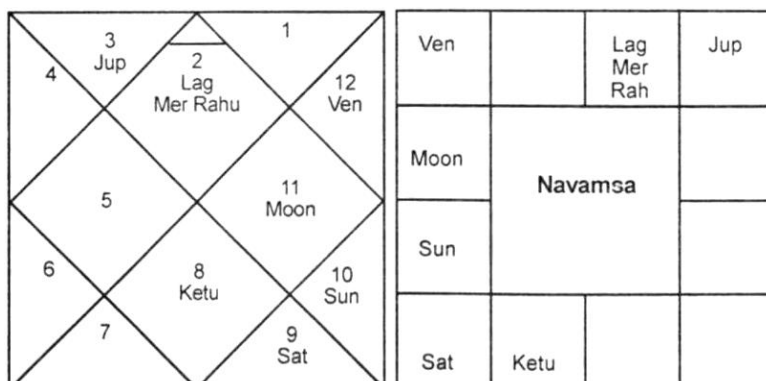 3
Jup
1
2
Lag
Mer Rahu
4
12
Ven
5
11
Moon
6
8
Ketu
10
Sun
7
9
Sat
Ven
Lag
Mer
Rah
Jup
Moon
Navamsa
Sun
Sat
Ketu